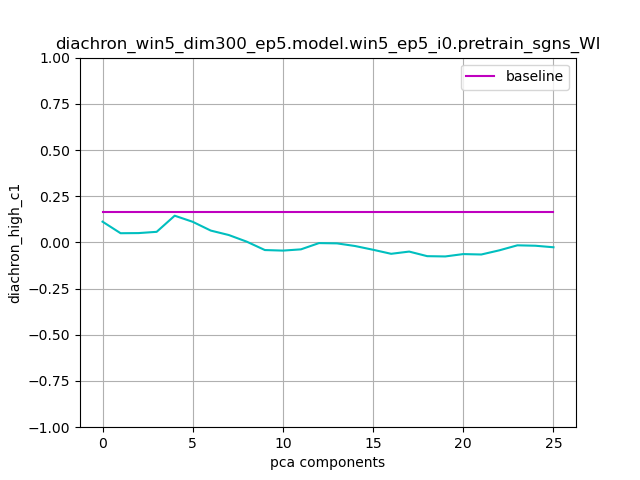 diachron_win5_dim300_ep5.model.win5_ep5_i0.pretrain_sgns_WI
baseline
1.00
0.75
0.50
0.25
0.00
−0.25
−0.50
−0.75
−1.00
diachron_high_c1
0 5 10 15 20 25
pca components